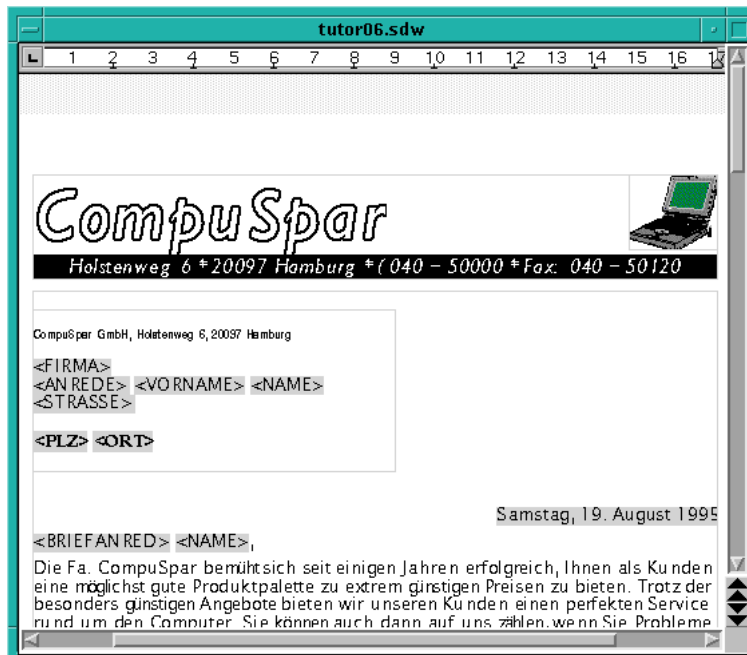 tutor06.sdw
1 2 3 4 5 6 7 8 9 10 11 12 13 14 15 16 17
CompuSpar
Holstenweg 6 * 20097 Hamburg * ( 040 - 50000 * Fax: 040 - 50120
CompuSpar GmbH, Holstenweg 6, 20097 Hamburg
<FIRMA>
<ANREDE> <VORNAME> <NAME>
<STRASSE>
<PLZ> <ORT>
Samstag, 19. August 1995
<BRIEFANRED> <NAME>,
Die Fa. CompuSpar bemüht sich seit einigen Jahren erfolgreich, Ihnen als Kunden
eine möglichst gute Produktpalette zu extrem günstigen Preisen zu bieten. Trotz der
besonders günstigen Angebote bieten wir unseren Kunden einen perfekten Service
rund um den Computer. Sie können auch dann auf uns zählen, wenn Sie Probleme